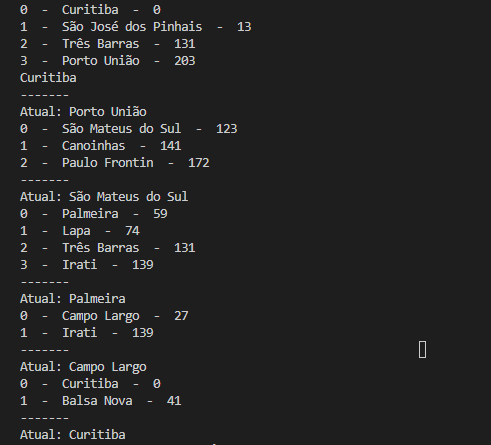 0 - Curitiba - 0
1 - São José dos Pinhais - 13
2 - Três Barras - 131
3 - Porto União - 203
Curitiba
-------
Atual: Porto União
0 - São Mateus do Sul - 123
1 - Canoinhas - 141
2 - Paulo Frontin - 172
-------
Atual: São Mateus do Sul
0 - Palmeira - 59
1 - Lapa - 74
2 - Três Barras - 131
3 - Irati - 139
-------
Atual: Palmeira
0 - Campo Largo - 27
1 - Irati - 139
-------
Atual: Campo Largo
0 - Curitiba - 0
1 - Balsa Nova - 41
-------
Atual: Curitiba